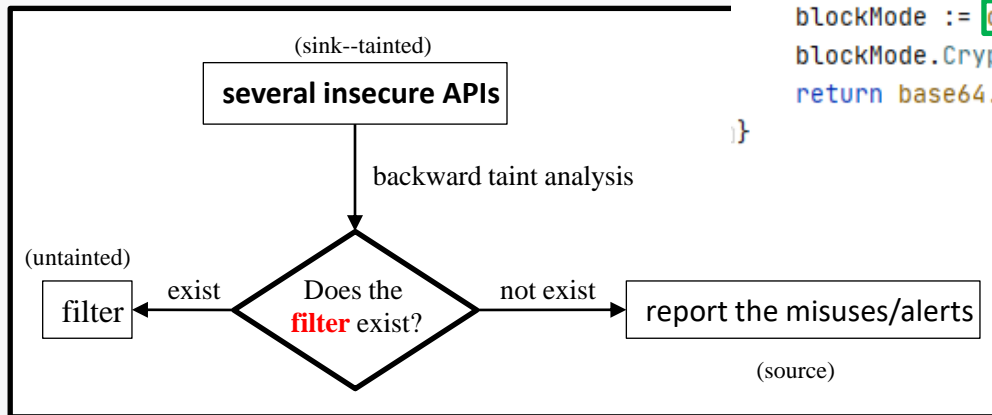 blockMode :=
blockMode.Cryp
return base64.
}
(sink--tainted)
several insecure APIs
backward taint analysis
(untainted)
filter
exist
Does the
filter exist?
not exist
report the misuses/alerts
(source)